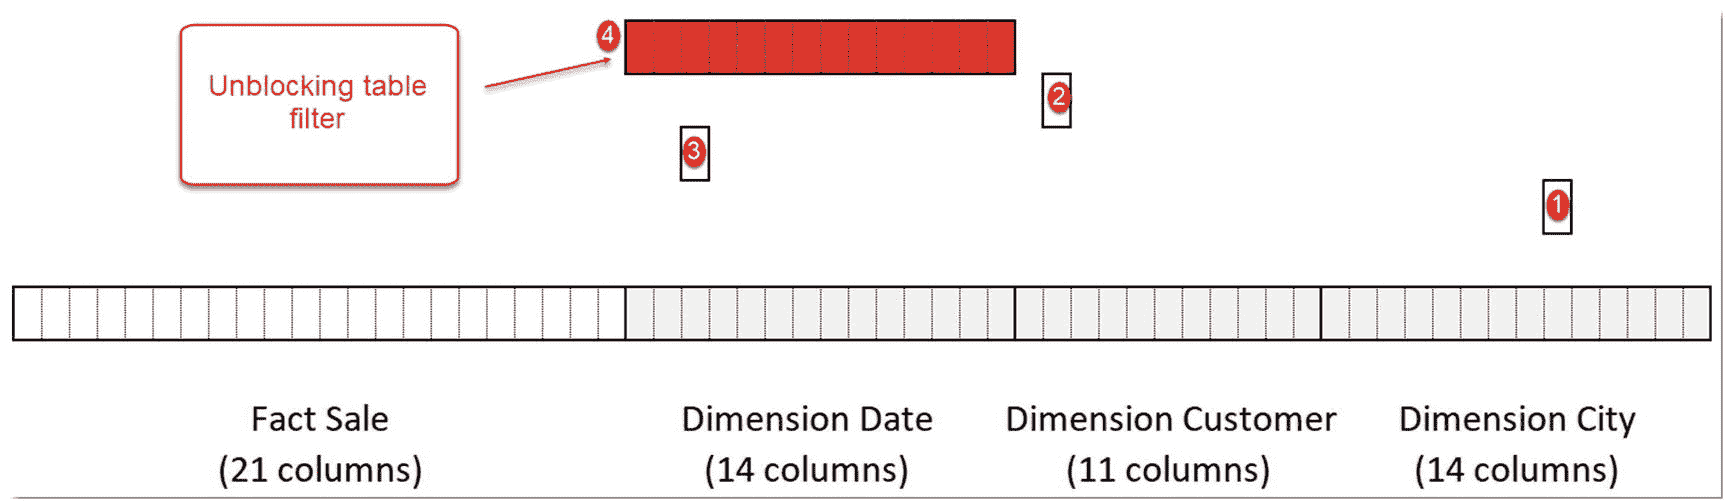 4
Unblocking table
filter
2
3
1
Fact Sale
(21 columns)
Dimension Date
(14 columns)
Dimension Customer
(11 columns)
Dimension City
(14 columns)